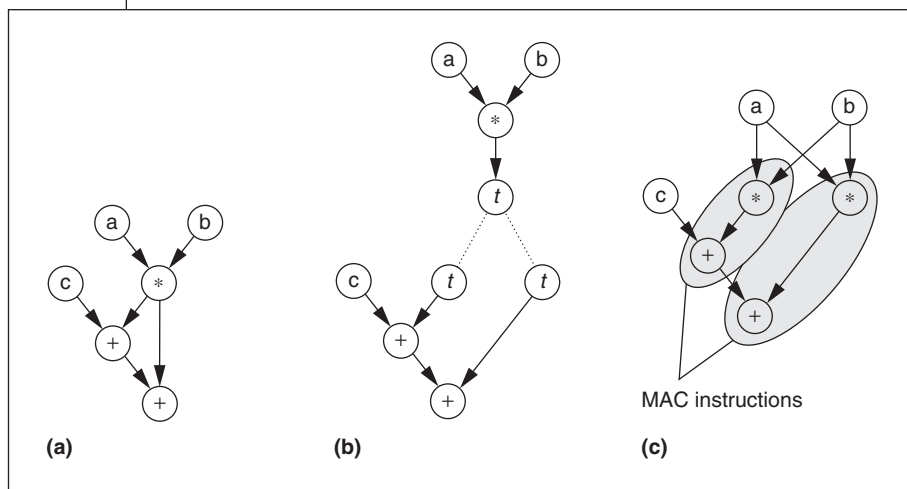 a b
*
t
c t t
+
+
(b)
a b
c *
+
+
(a)
a b
c * *
+
+
MAC instructions
(c)